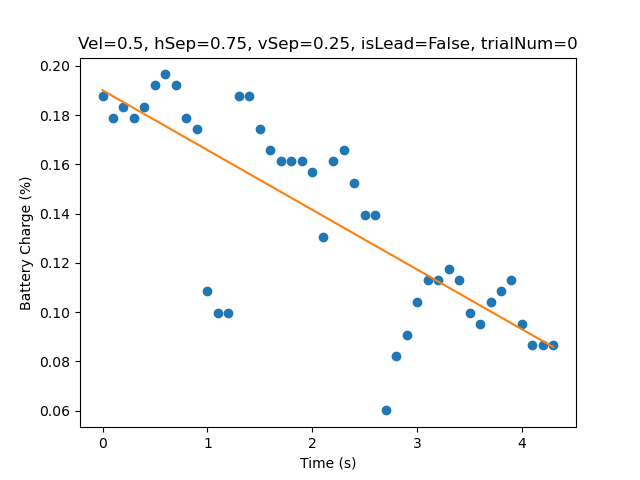 Vel=0.5, hSep=0.75, vSep=0.25, isLead=False, trialNum=0
Battery Charge (%)
0.20
0.18
0.16
0.14
0.12
0.10
0.08
0.06
0 1 2 3 4
Time (s)